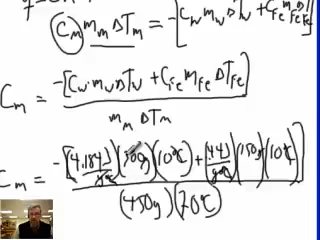 C_m m_m ΔT_m = -[C_w m_w ΔT_w + C_Fe m_Fe ΔT_Fe
C_m = -[C_w · m_w ΔT_w + C_Fe m_Fe ΔT_Fe]
m_m ΔT_m
C_m = -[(4.184 J/g°C)(300g)(10°C) + (.44 J/g°C)(150g)(10°C)]
(450g)(70°C)